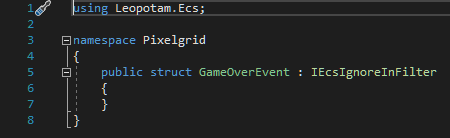 1 using Leopotam.Ecs;
2
3 namespace Pixelgrid
4 {
5 public struct GameOverEvent : IEcsIgnoreInFilter
6 {
7 }
8 }